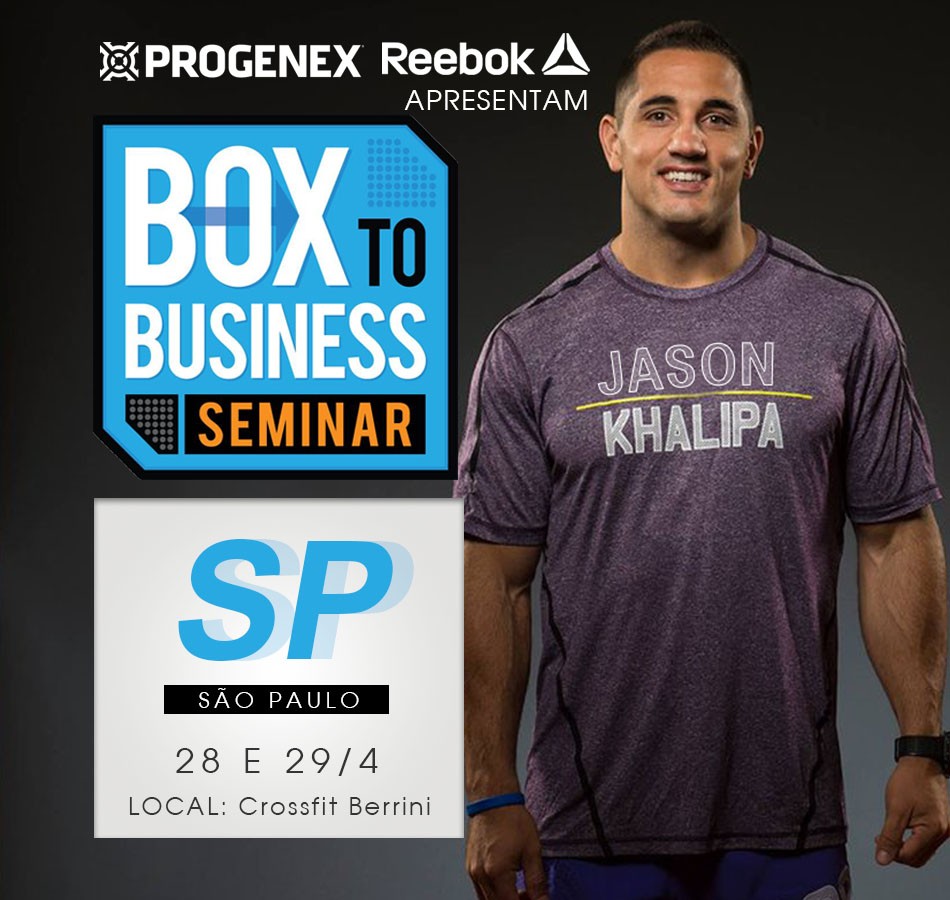 PROGENEX Reebok
APRESENTAM
BOX TO
BUSINESS
SEMINAR
JASON
KHALIPA
SP
SÃO PAULO
28 E 29/4
LOCAL: Crossfit Berrini